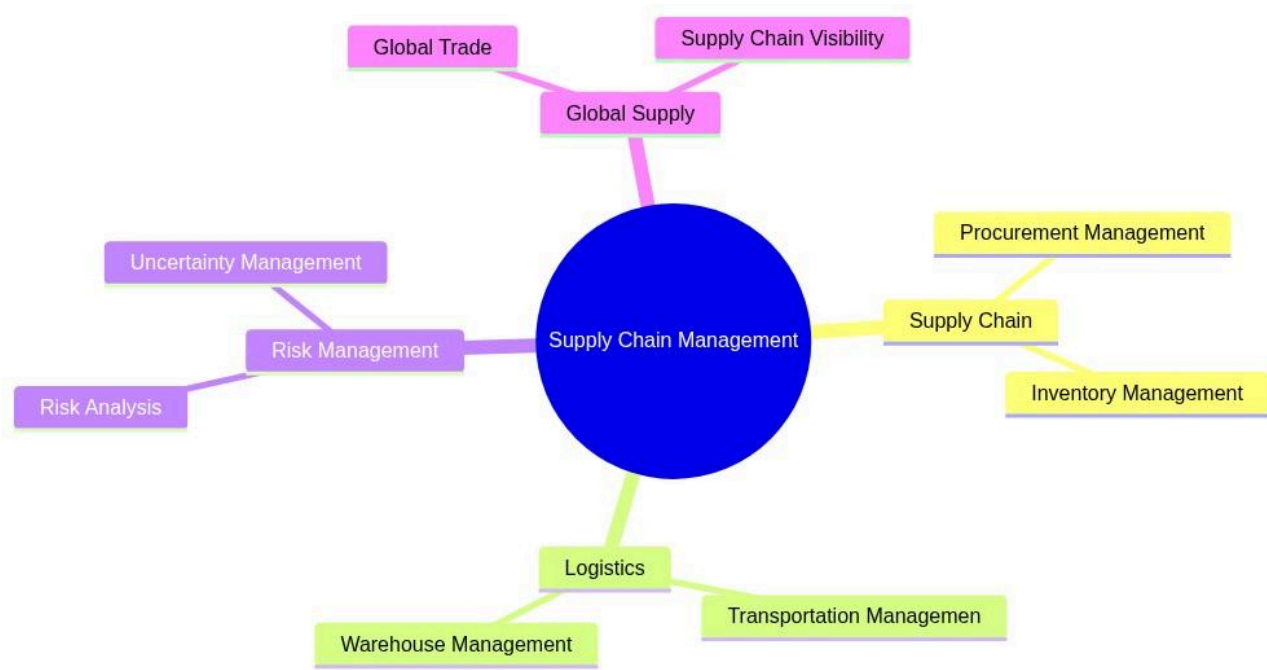 Global Trade
Supply Chain Visibility
Global Supply
Procurement Management
Uncertainty Management
Supply Chain
Supply Chain Management
Risk Management
Inventory Management
Risk Analysis
Logistics
Transportation Managemen
Warehouse Management